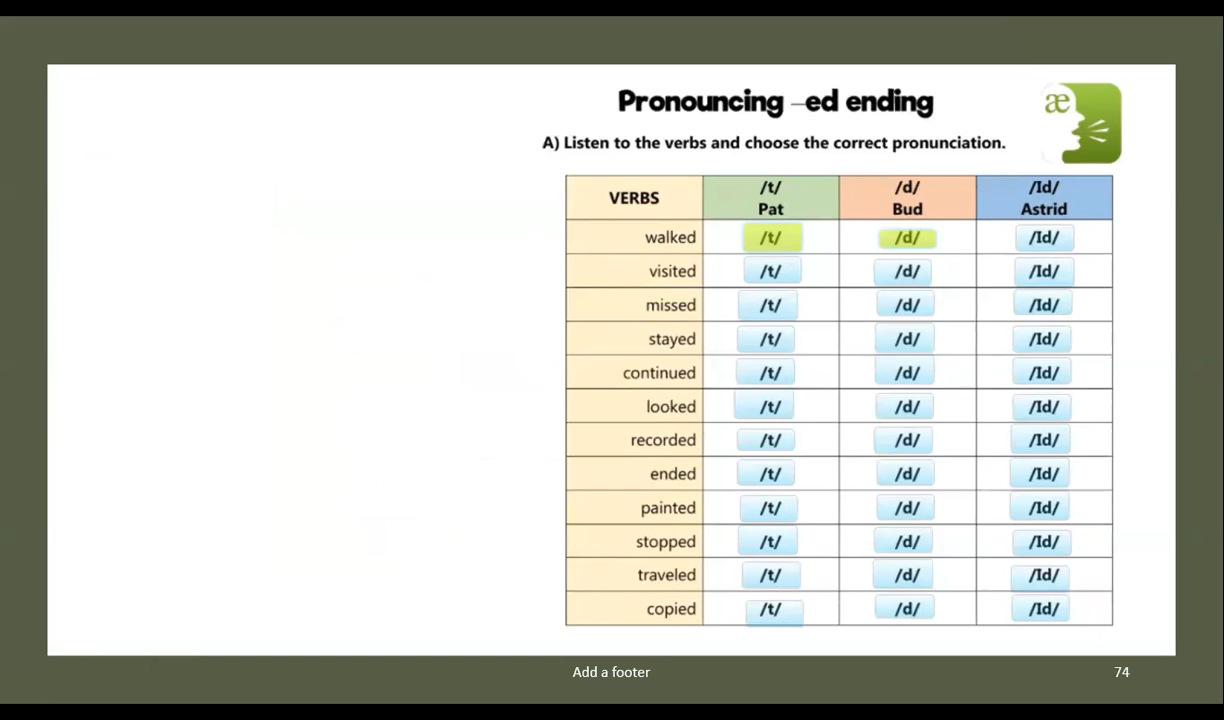 Pronouncing –ed ending
æ
A) Listen to the verbs and choose the correct pronunciation.
VERBS /t/ Pat /d/ Bud /Id/ Astrid
walked /t/ /d/ /Id/
visited /t/ /d/ /Id/
missed /t/ /d/ /Id/
stayed /t/ /d/ /Id/
continued /t/ /d/ /Id/
looked /t/ /d/ /Id/
recorded /t/ /d/ /Id/
ended /t/ /d/ /Id/
painted /t/ /d/ /Id/
stopped /t/ /d/ /Id/
traveled /t/ /d/ /Id/
copied /t/ /d/ /Id/
Add a footer 74